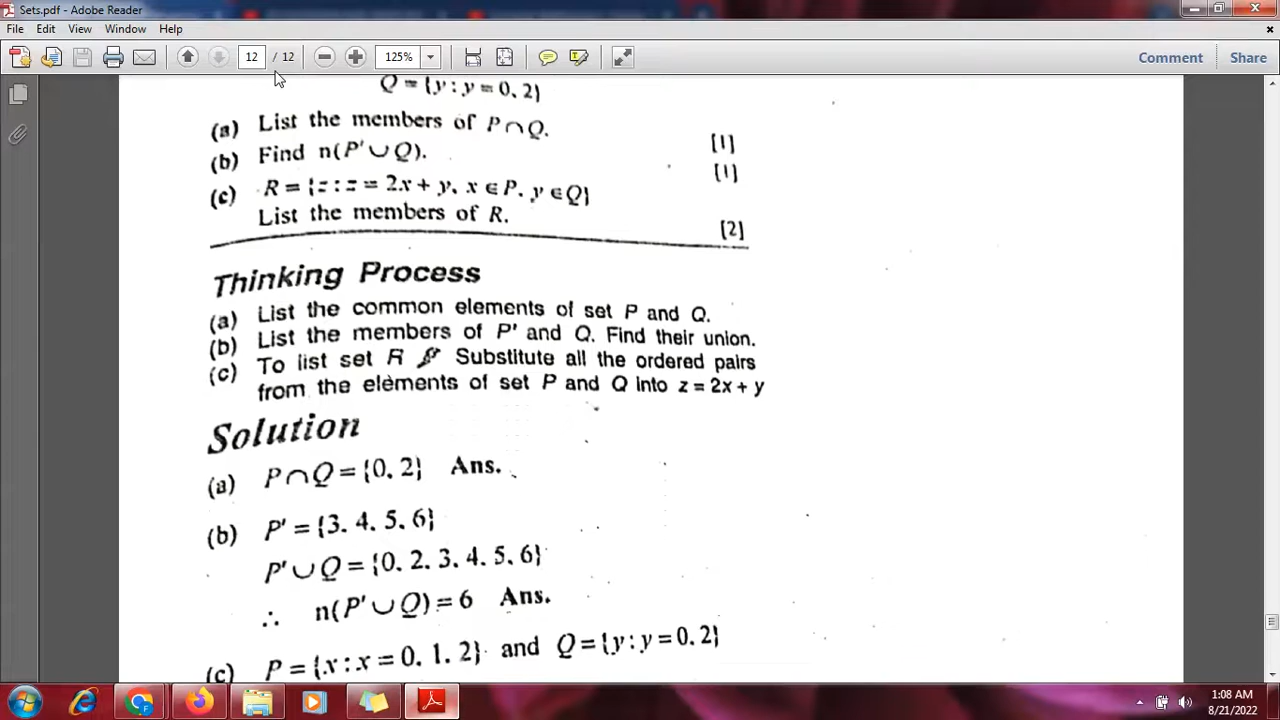 Sets.pdf - Adobe Reader
File Edit View Window Help
12 / 12 125% Comment Share
Q = {y : y = 0, 2}
(a) List the members of P ∩ Q. [1]
(b) Find n(P' ∪ Q). [1]
(c) R = {z : z = 2x + y, x ∈ P, y ∈ Q}
List the members of R. [2]
Thinking Process
(a) List the common elements of set P and Q.
(b) List the members of P' and Q. Find their union.
(c) To list set R Substitute all the ordered pairs
from the elements of set P and Q into z = 2x + y
Solution
(a) P ∩ Q = {0, 2} Ans.
(b) P' = {3, 4, 5, 6}
P' ∪ Q = {0, 2, 3, 4, 5, 6}
∴ n(P' ∪ Q) = 6 Ans.
(c) P = {x : x = 0, 1, 2} and Q = {y : y = 0, 2}
1:08 AM
8/21/2022